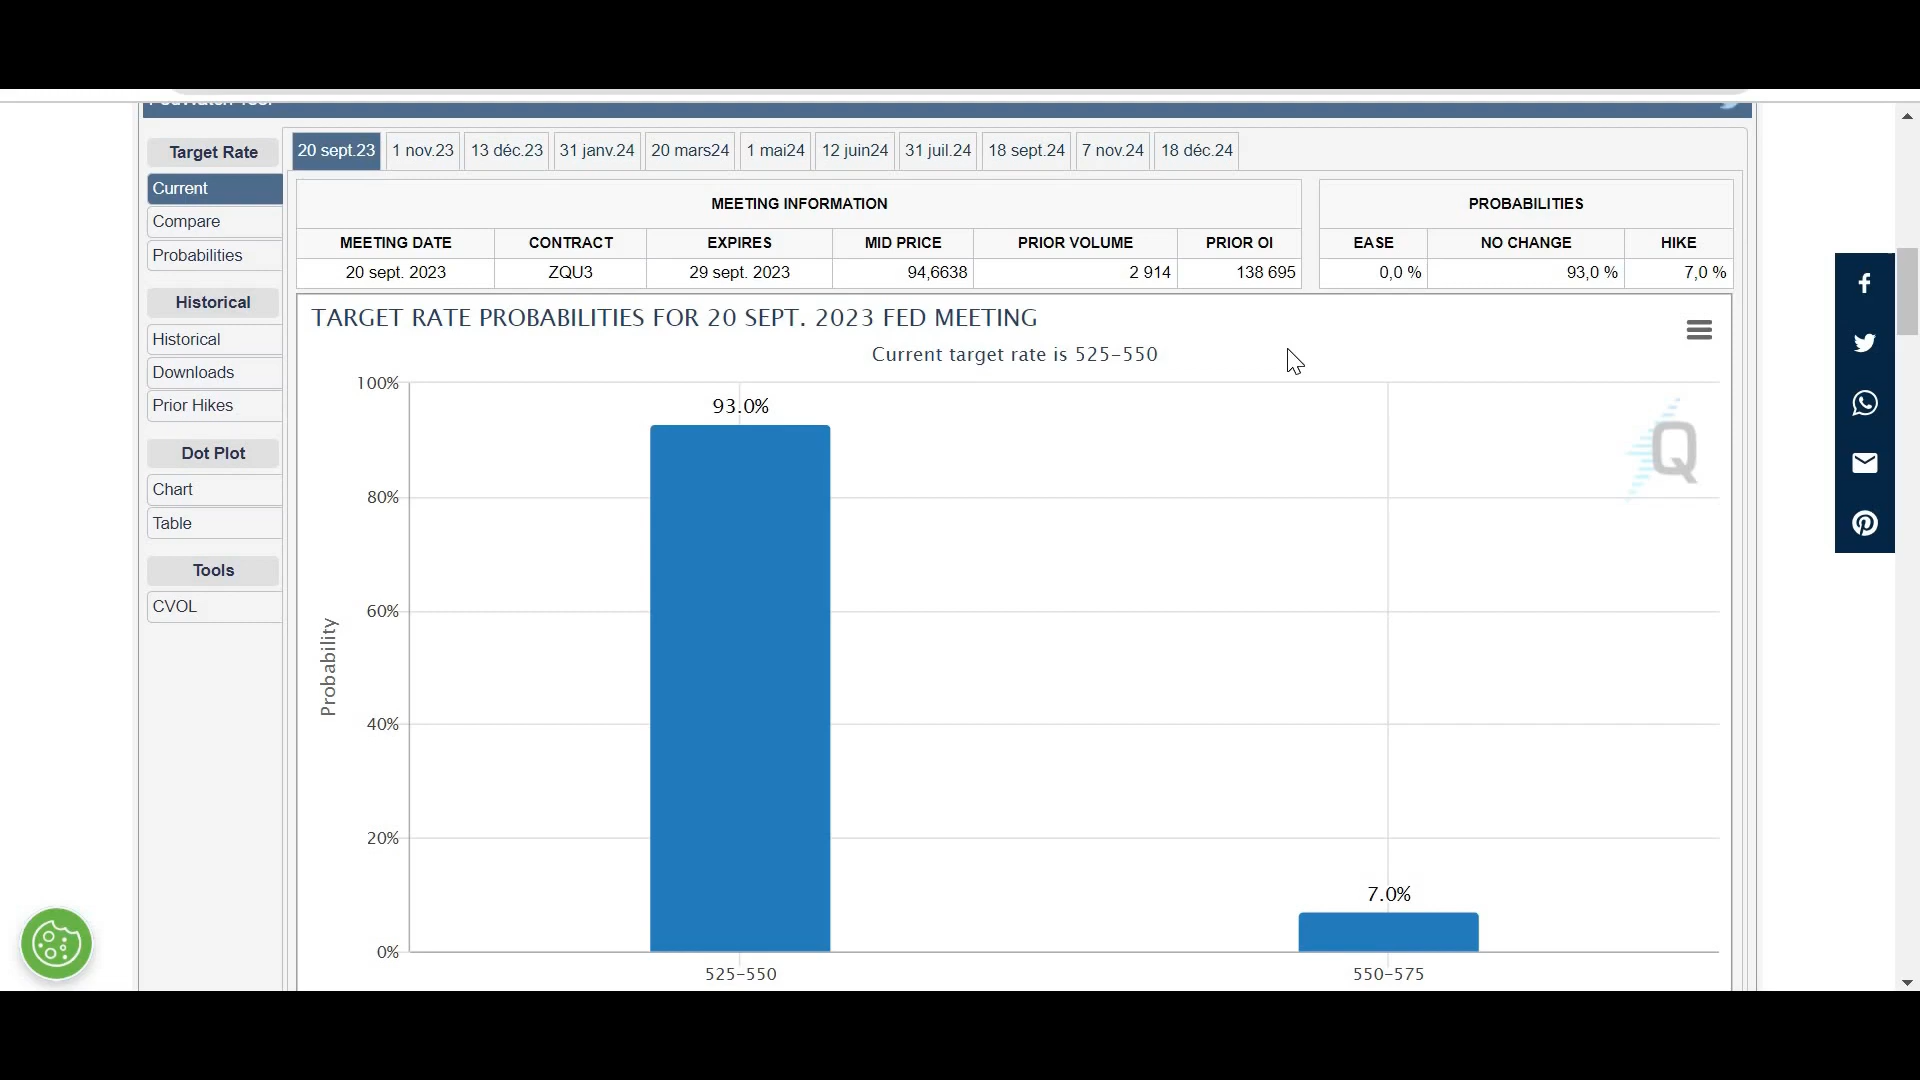 Target Rate
Current
Compare
Probabilities
Historical
Historical
Downloads
Prior Hikes
Dot Plot
Chart
Table
Tools
CVOL
20 sept.23 1 nov.23 13 déc.23 31 janv.24 20 mars24 1 mai24 12 juin24 31 juil.24 18 sept.24 7 nov.24 18 déc.24
MEETING INFORMATION
MEETING DATE CONTRACT EXPIRES MID PRICE PRIOR VOLUME PRIOR OI
20 sept. 2023 ZQU3 29 sept. 2023 94,6638 2 914 138 695
PROBABILITIES
EASE NO CHANGE HIKE
0,0 % 93,0 % 7,0 %
TARGET RATE PROBABILITIES FOR 20 SEPT. 2023 FED MEETING
Current target rate is 525-550
Probability
100%
80%
60%
40%
20%
0%
93.0%
7.0%
525-550 550-575
Q